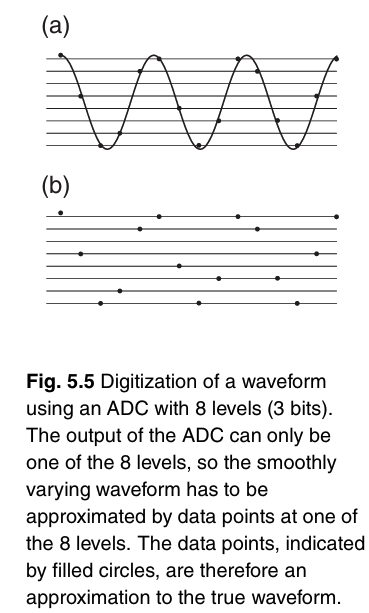 (a)
(b)
Fig. 5.5 Digitization of a waveform
using an ADC with 8 levels (3 bits).
The output of the ADC can only be
one of the 8 levels, so the smoothly
varying waveform has to be
approximated by data points at one of
the 8 levels. The data points, indicated
by filled circles, are therefore an
approximation to the true waveform.